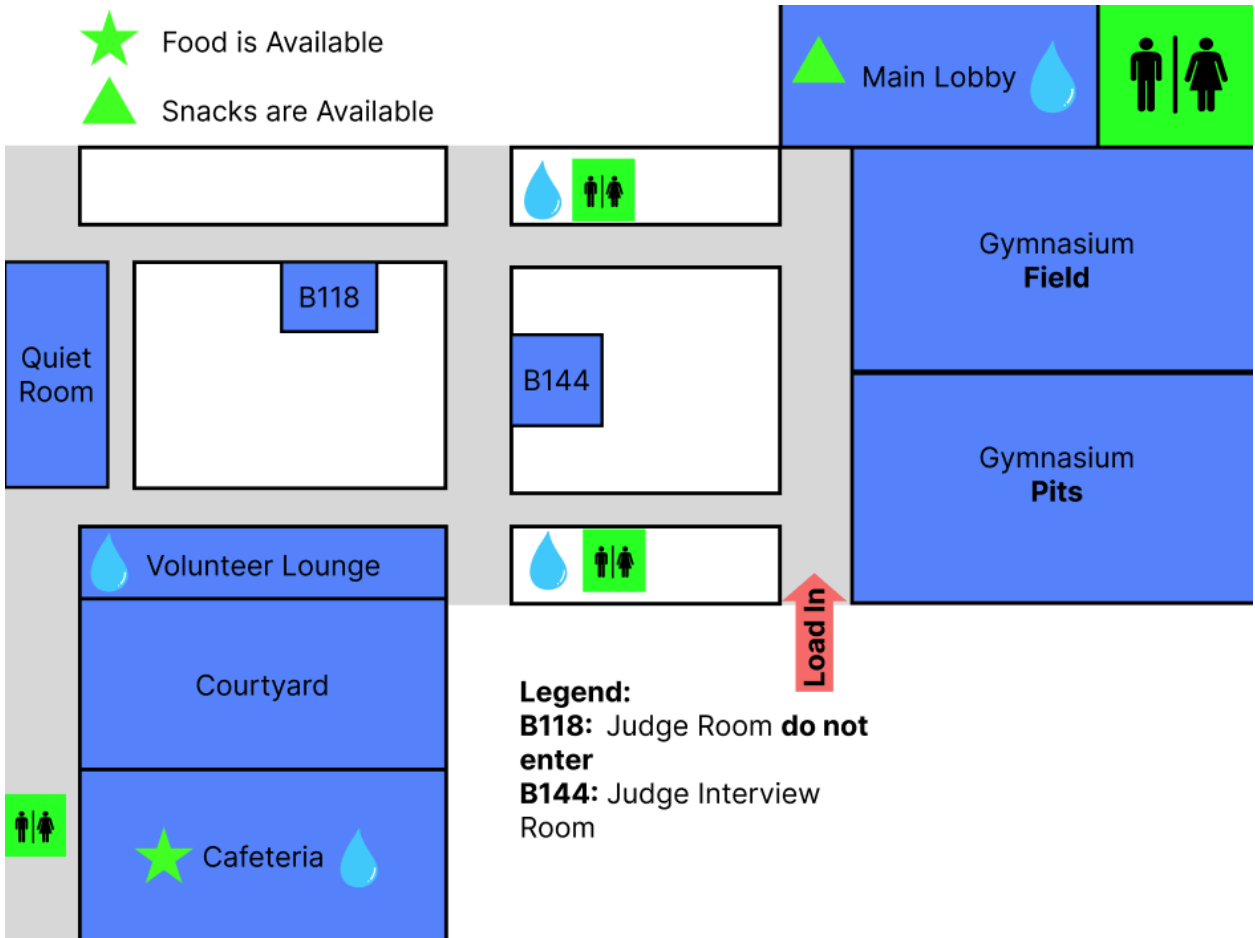 Food is Available
Snacks are Available
Main Lobby
Gymnasium
Field
B118
Quiet
Room
B144
Gymnasium
Pits
Volunteer Lounge
Load In
Courtyard
Legend:
B118: Judge Room do not
enter
B144: Judge Interview
Room
Cafeteria